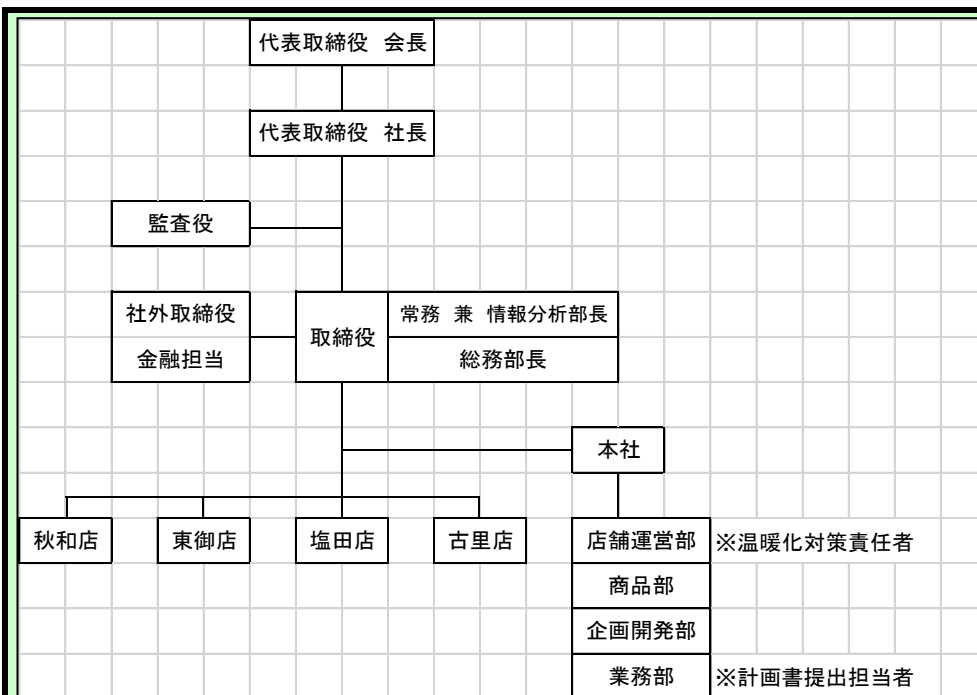 代表取締役 会長
代表取締役 社長
監査役
社外取締役
金融担当
取締役
常務 兼 情報分析部長
総務部長
本社
秋和店
東御店
塩田店
古里店
店舗運営部 ※温暖化対策責任者
商品部
企画開発部
業務部 ※計画書提出担当者